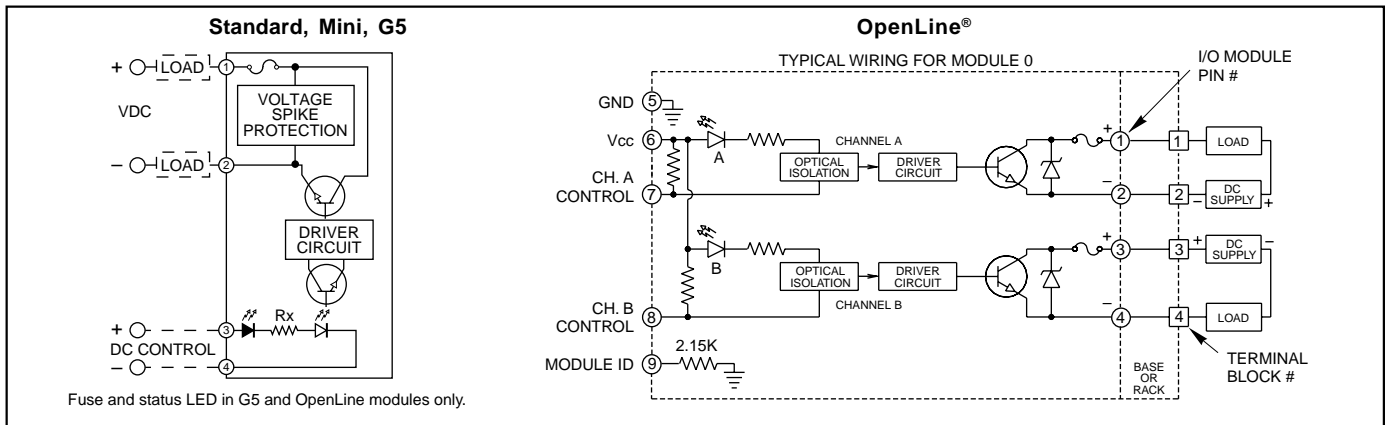 Standard, Mini, G5
+ LOAD 1
VDC
VOLTAGE
SPIKE
PROTECTION
– LOAD 2
DRIVER
CIRCUIT
+ 3 Rx
DC CONTROL
– 4
Fuse and status LED in G5 and OpenLine modules only.
OpenLine®
TYPICAL WIRING FOR MODULE 0
I/O MODULE
PIN #
GND 5
Vcc 6
A
CHANNEL A
OPTICAL
ISOLATION
DRIVER
CIRCUIT
+ 1 1 LOAD
CH. A
CONTROL 7
– 2 2 – DC
SUPPLY +
B
OPTICAL
ISOLATION
DRIVER
CIRCUIT
CHANNEL B
+ 3 3 + DC
SUPPLY –
CH. B
CONTROL 8
– 4 4 LOAD
MODULE ID 9 2.15K
BASE
OR
RACK
TERMINAL
BLOCK #